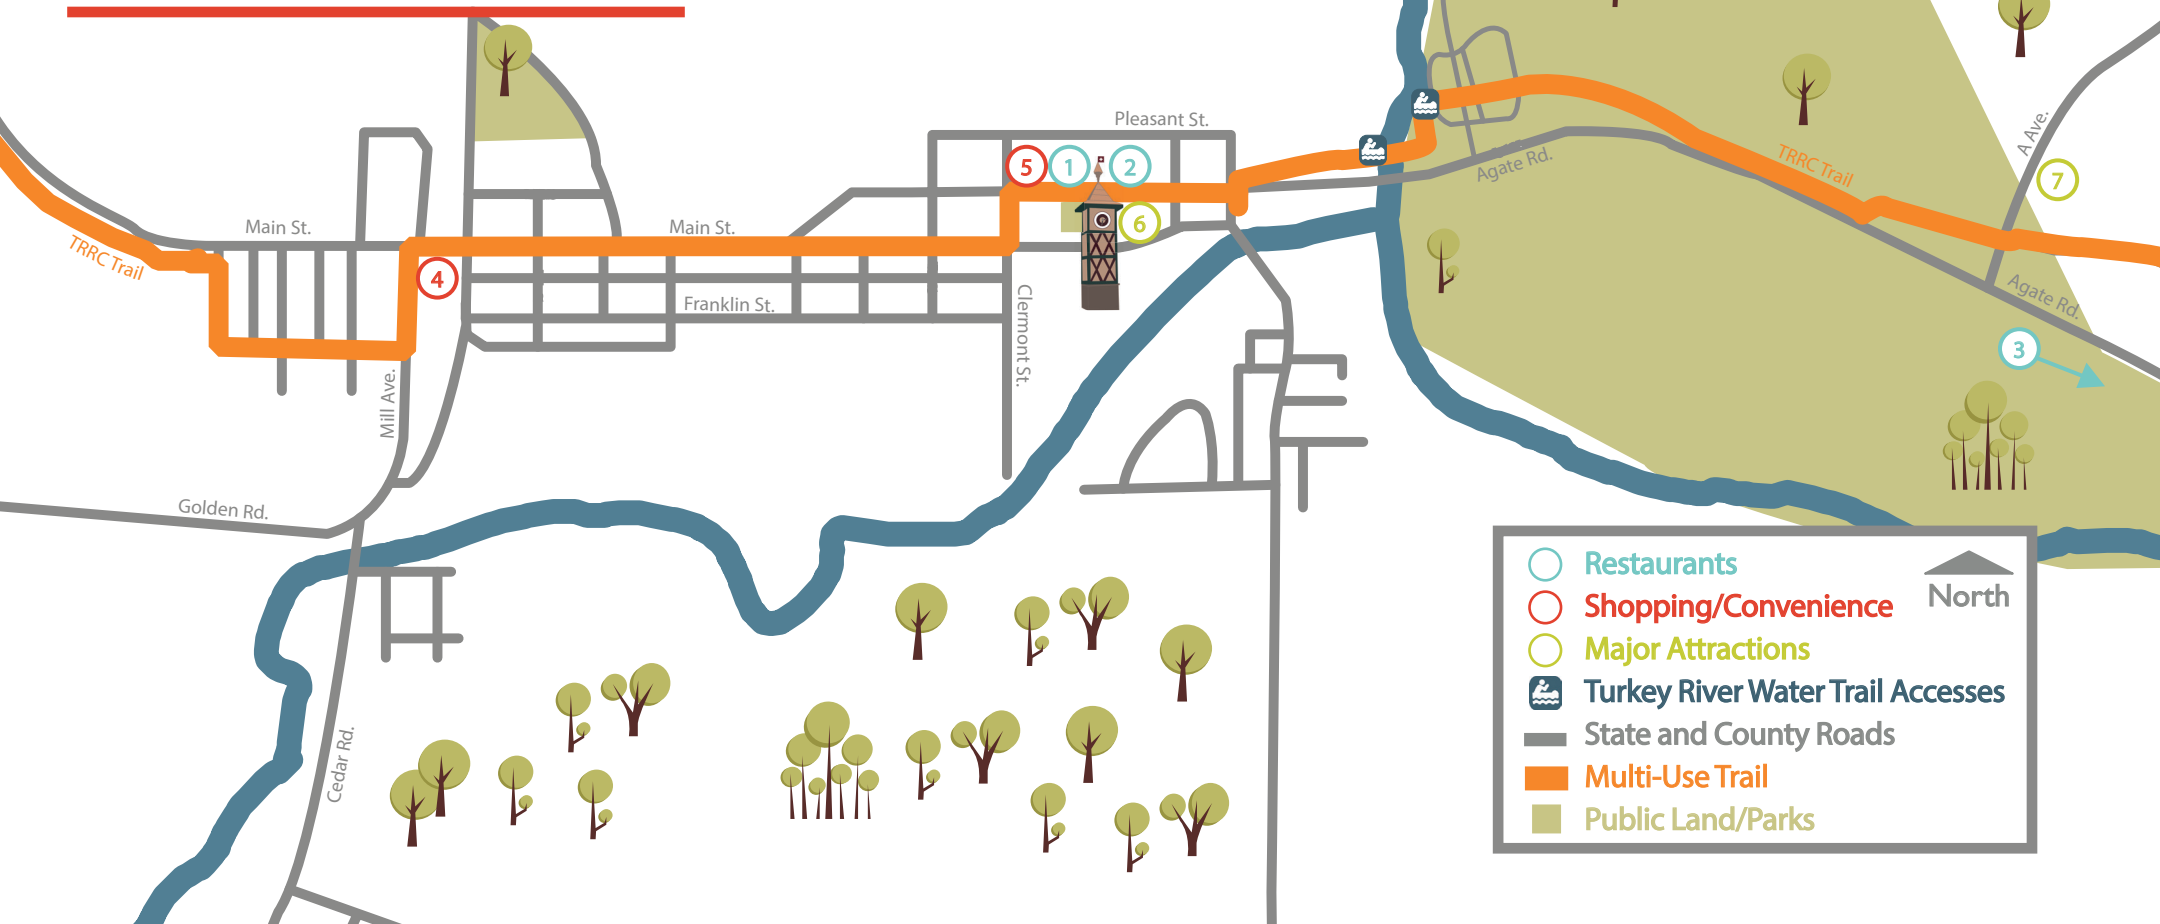 Pleasant St.
A Ave.
TRRC Trail
Agate Rd.
5
1
2
7
6
Main St.
Main St.
TRRC Trail
4
Franklin St.
Clermont St.
Agate Rd.
3
Mill Ave.
Golden Rd.
Cedar Rd.
Restaurants
North
Shopping/Convenience
Major Attractions
Turkey River Water Trail Accesses
State and County Roads
Multi-Use Trail
Public Land/Parks